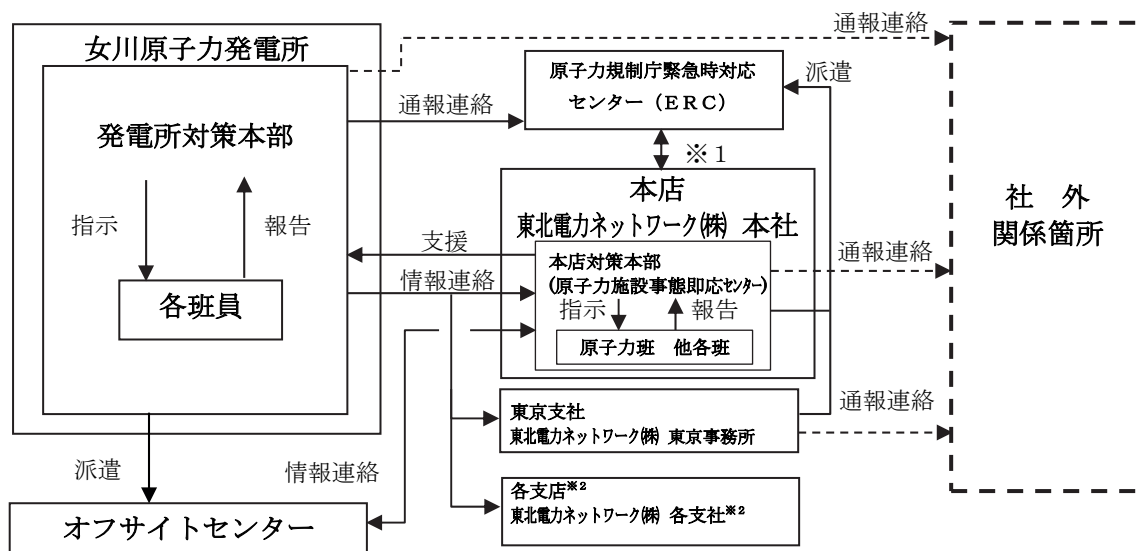 女川原子力発電所
発電所対策本部
指示
報告
各班員
通報連絡
通報連絡
原子力規制庁緊急時対応
センター（ＥＲＣ）
派遣
※１
本店
東北電力ネットワーク㈱ 本社
本店対策本部
(原子力施設事態即応センター)
指示
報告
原子力班 他各班
支援
情報連絡
通報連絡
社 外
関係箇所
東京支社
東北電力ネットワーク㈱ 東京事務所
通報連絡
派遣
情報連絡
各支店※2
東北電力ネットワーク㈱ 各支社※2
オフサイトセンター